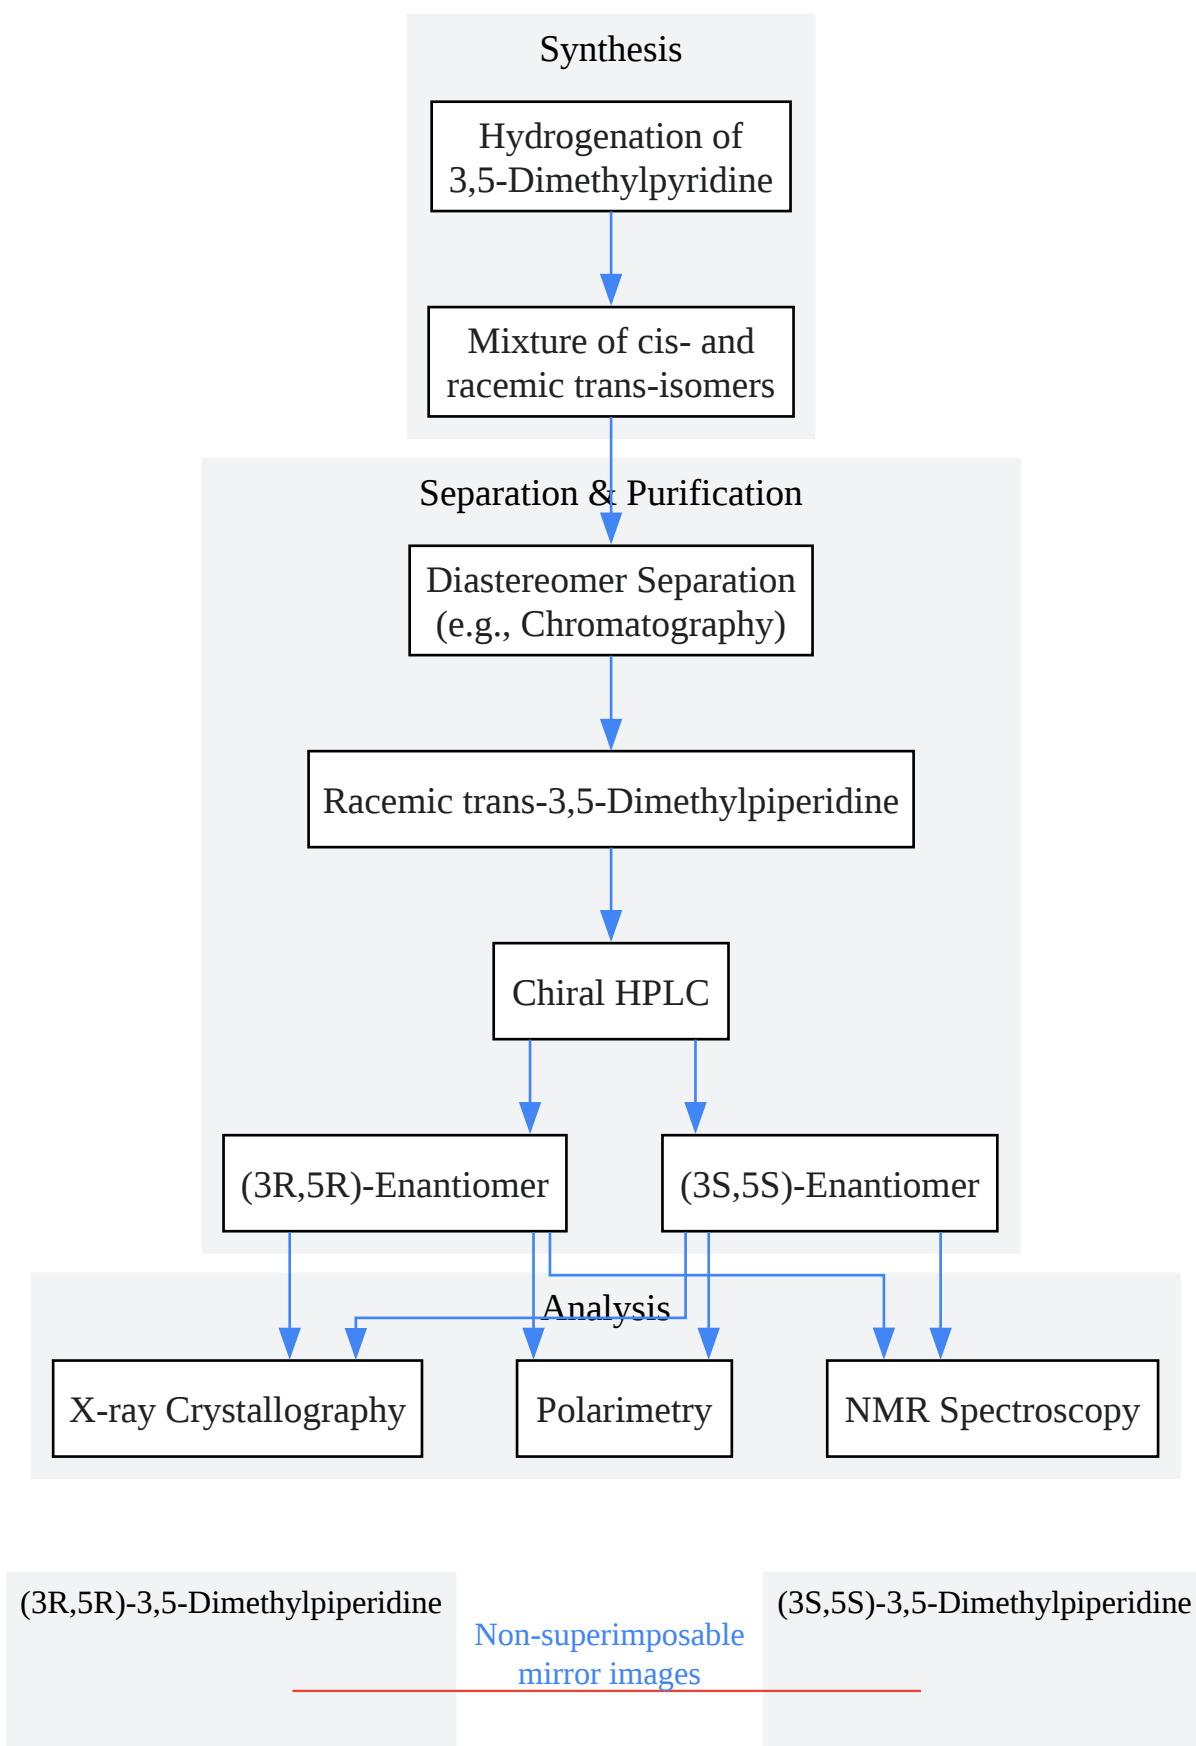 Synthesis
Hydrogenation of
3,5-Dimethylpyridine
Mixture of cis- and
racemic trans-isomers
Separation & Purification
Diastereomer Separation
(e.g., Chromatography)
Racemic trans-3,5-Dimethylpiperidine
Chiral HPLC
(3R,5R)-Enantiomer
(3S,5S)-Enantiomer
Analysis
X-ray Crystallography
Polarimetry
NMR Spectroscopy
(3R,5R)-3,5-Dimethylpiperidine
(3S,5S)-3,5-Dimethylpiperidine
Non-superimposable
mirror images